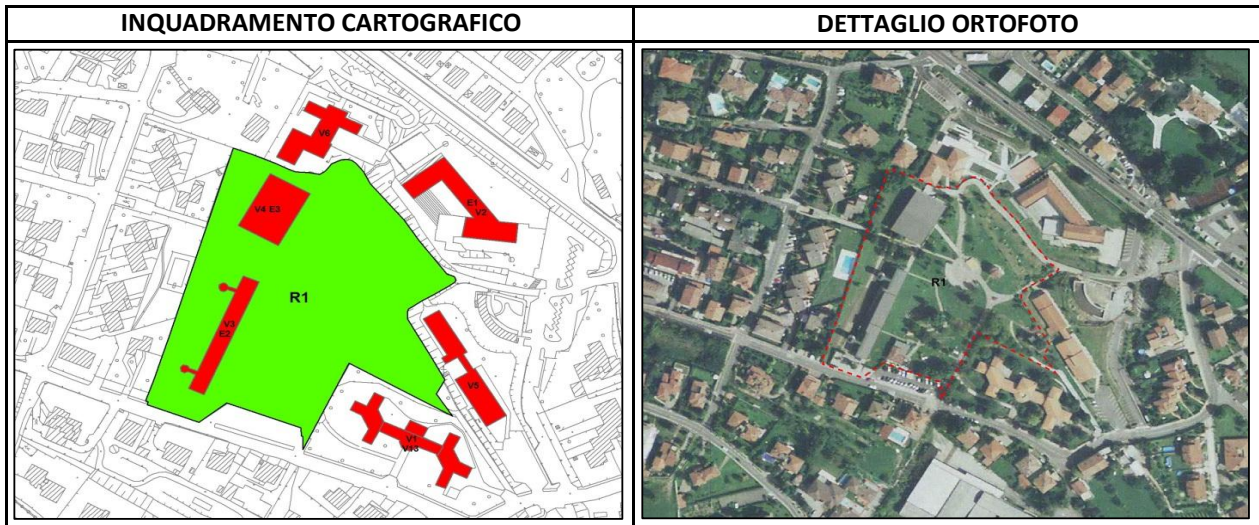 INQUADRAMENTO CARTOGRAFICO
DETTAGLIO ORTOFOTO
V6
E1
V2
V4 E3
R1
V3
E2
V5
V1
R1